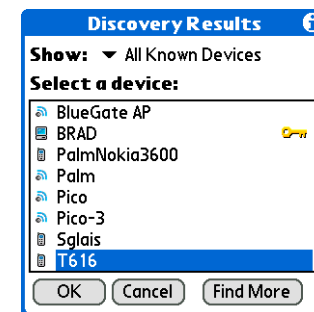 Discovery Results
Show: All Known Devices
Select a device:
BlueGate AP
BRAD
PalmNokia3600
Palm
Pico
Pico-3
Sglais
T616
OK Cancel Find More